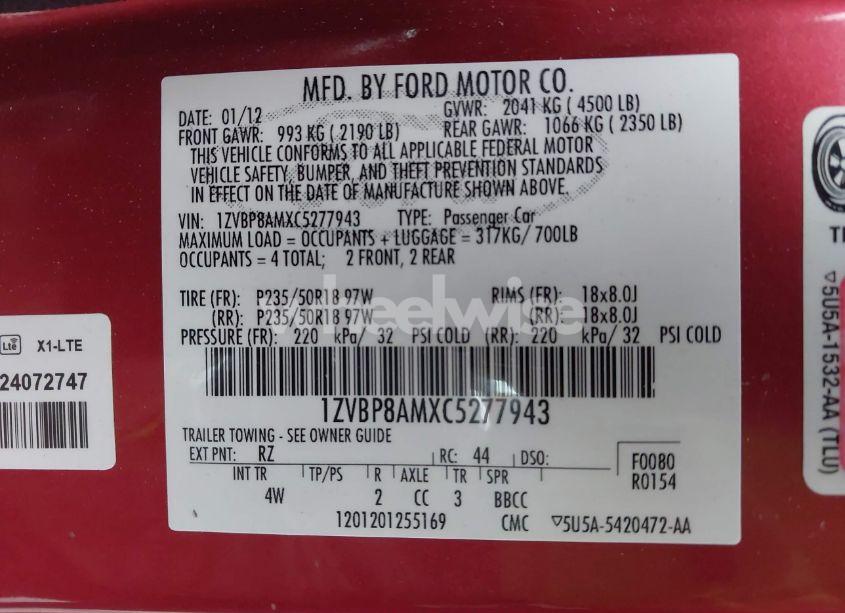 MFD. BY FORD MOTOR CO.
DATE: 01/12 GVWR: 2041 KG ( 4500 LB)
FRONT GAWR: 993 KG ( 2190 LB) REAR GAWR: 1066 KG ( 2350 LB)
THIS VEHICLE CONFORMS TO ALL APPLICABLE FEDERAL MOTOR
VEHICLE SAFETY, BUMPER, AND THEFT PREVENTION STANDARDS
IN EFFECT ON THE DATE OF MANUFACTURE SHOWN ABOVE.
VIN: 1ZVBP8AMXC5277943 TYPE: Passenger Car
MAXIMUM LOAD = OCCUPANTS + LUGGAGE = 317KG/ 700LB
OCCUPANTS = 4 TOTAL; 2 FRONT, 2 REAR
TIRE (FR): P235/50R18 97W RIMS (FR): 18x8.0J
(RR): P235/50R18 97W (RR): 18x8.0J
PRESSURE (FR): 220 kPa/ 32 PSI COLD (RR): 220 kPa/ 32 PSI COLD
1ZVBP8AMXC5277943
TRAILER TOWING - SEE OWNER GUIDE
EXT PNT: RZ RC: 44 DSO: F0080
INT TR TP/PS R AXLE TR SPR R0154
4W 2 CC 3 BBCC
1201201255169 CMC ▽5U5A-5420472-AA
Lte X1-LTE
24072747
▽5U5A-1532-AA (TLU)